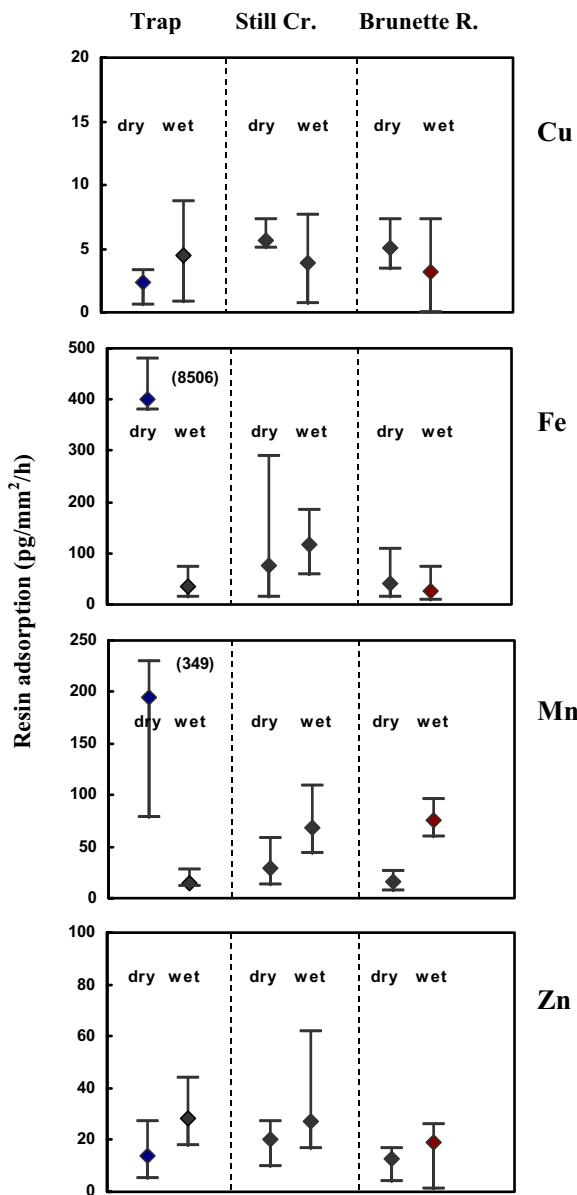 Trap Still Cr. Brunette R.
Resin adsorption (pg/mm²/h)
20
15
10
5
0
dry wet dry wet dry wet
Cu
500
400
300
200
100
0
(8506)
dry wet dry wet dry wet
Fe
250
200
150
100
50
0
(349)
dry wet dry wet dry wet
Mn
100
80
60
40
20
0
dry wet dry wet dry wet
Zn